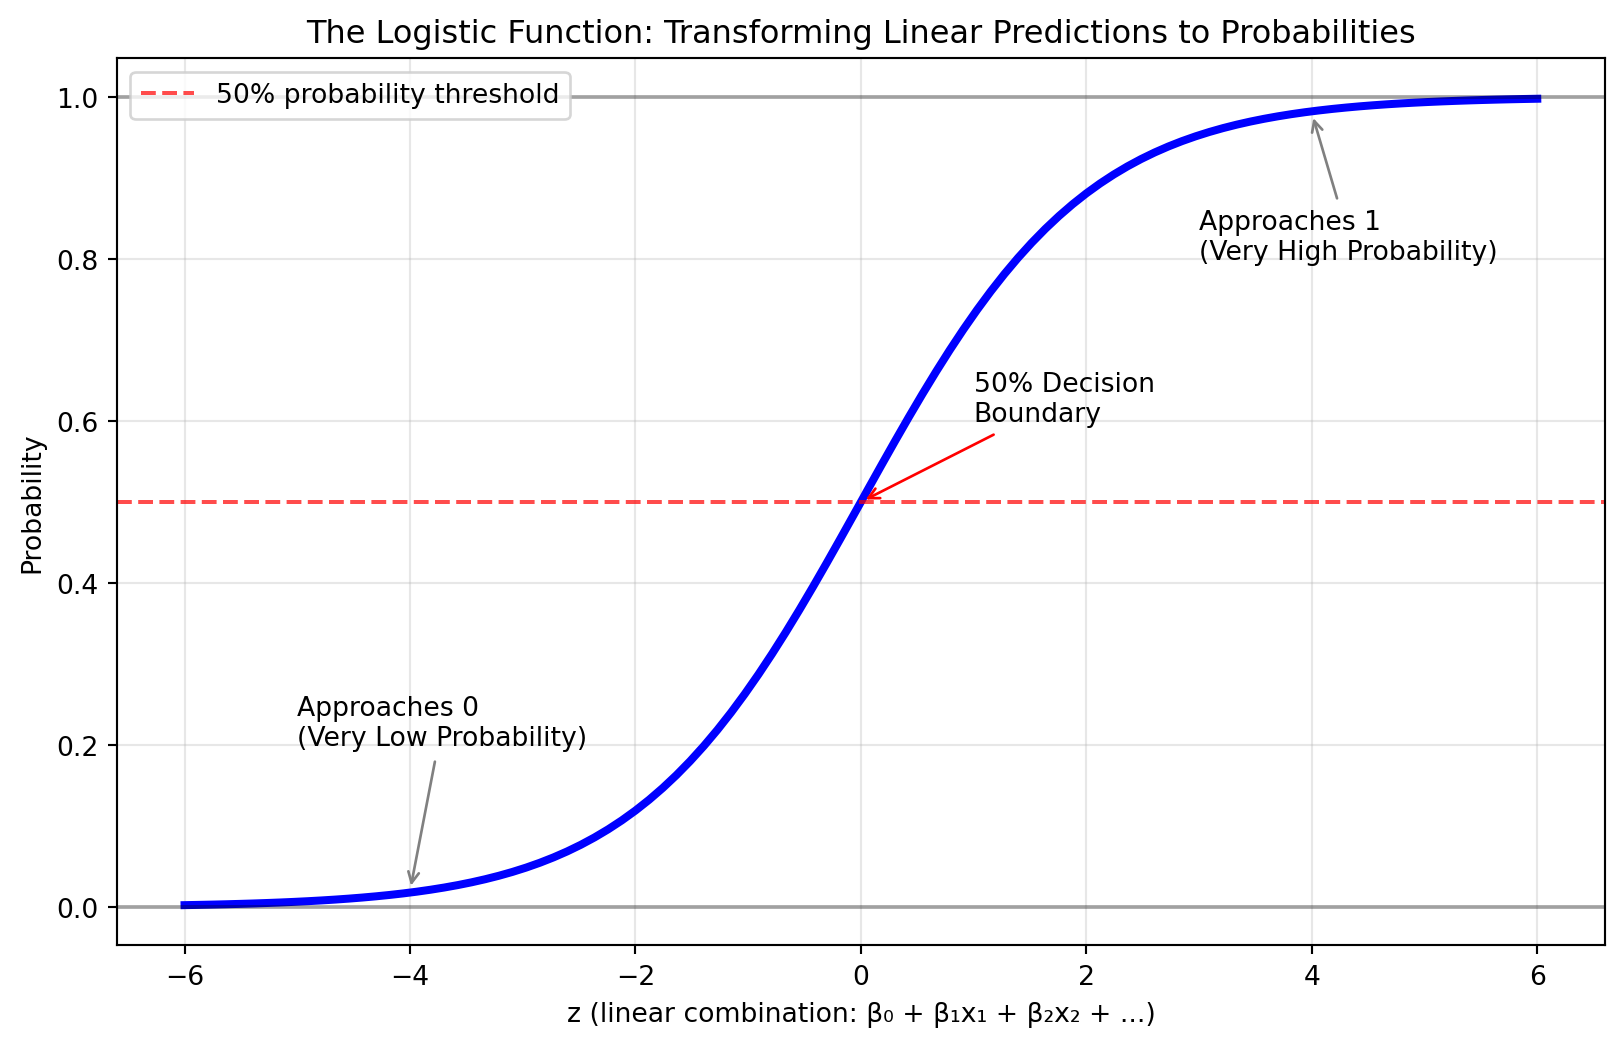 The Logistic Function: Transforming Linear Predictions to Probabilities
50% probability threshold
1.0
0.8
0.6
0.4
0.2
0.0
Probability
Approaches 1
(Very High Probability)
50% Decision
Boundary
Approaches 0
(Very Low Probability)
−6
−4
−2
0
2
4
6
z (linear combination: β₀ + β₁x₁ + β₂x₂ + ...)